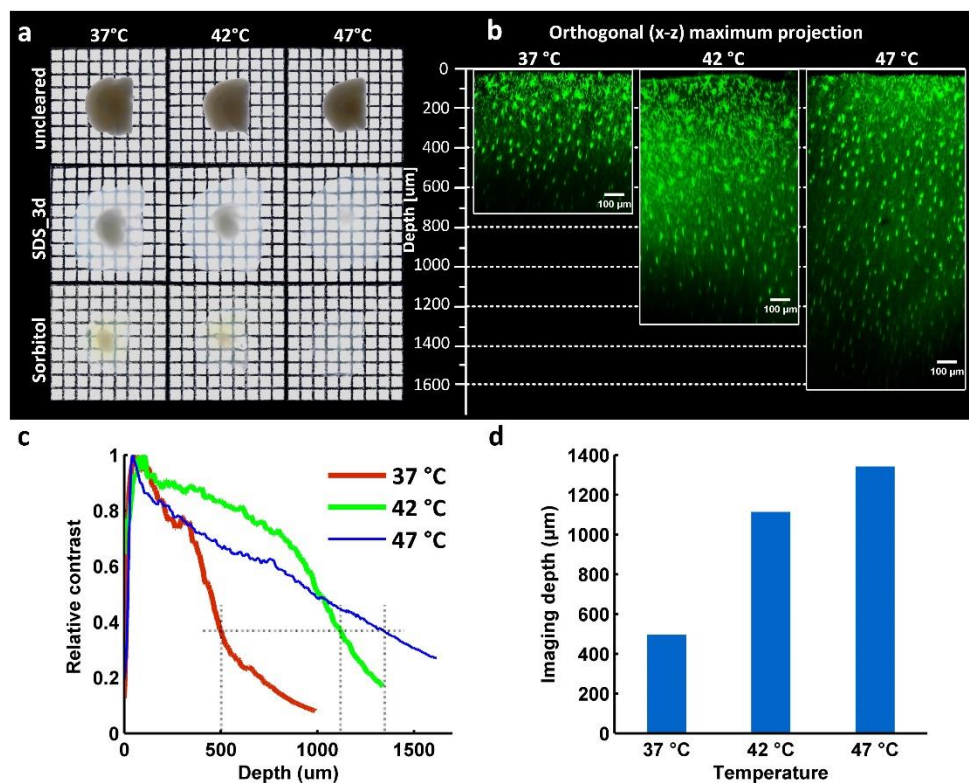 a
37°C 42°C 47°C
uncleared
SDS_3d
Sorbitol
b
Orthogonal (x-z) maximum projection
37 °C 42 °C 47 °C
Depth [um]
0
200
400
600
800
1000
1200
1400
1600
100 µm
100 µm
100 µm
c
Relative contrast
1
0.8
0.6
0.4
0.2
0
0 500 1000 1500
Depth (um)
37 °C
42 °C
47 °C
d
Imaging depth (µm)
1400
1200
1000
800
600
400
200
0
37 °C 42 °C 47 °C
Temperature